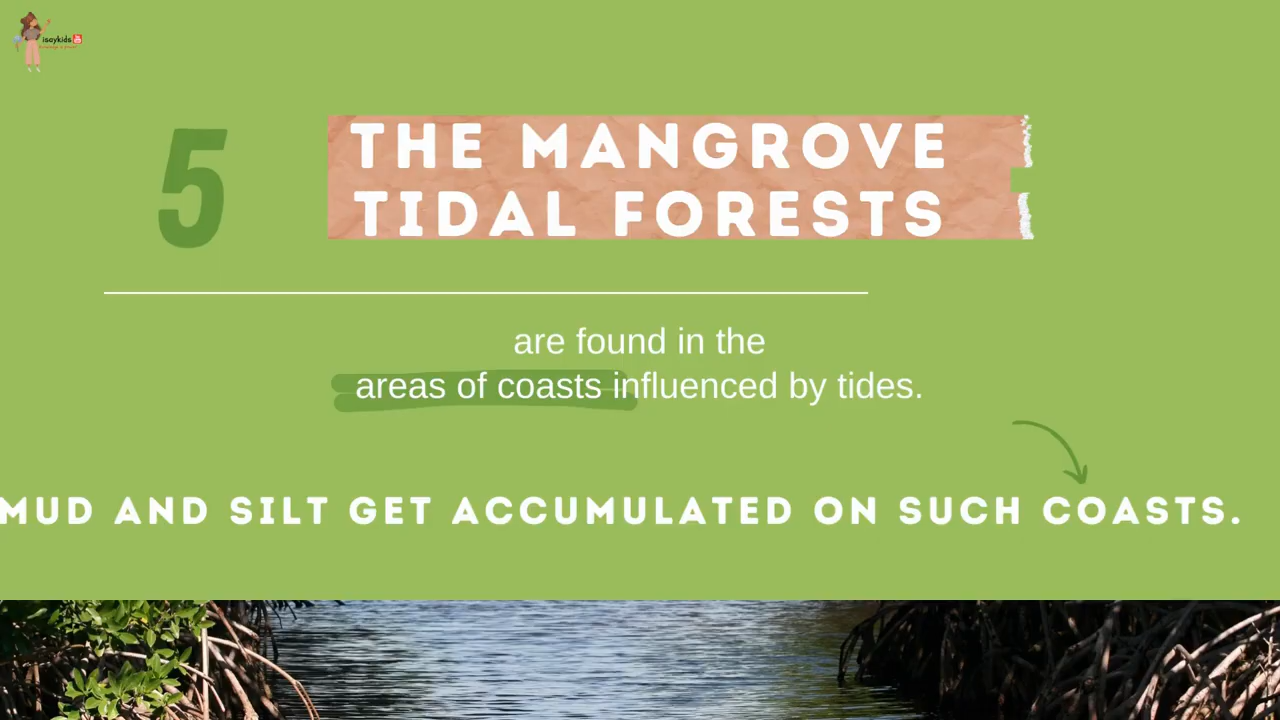 isaykids
5
THE MANGROVE
TIDAL FORESTS
are found in the
areas of coasts influenced by tides.
MUD AND SILT GET ACCUMULATED ON SUCH COASTS.